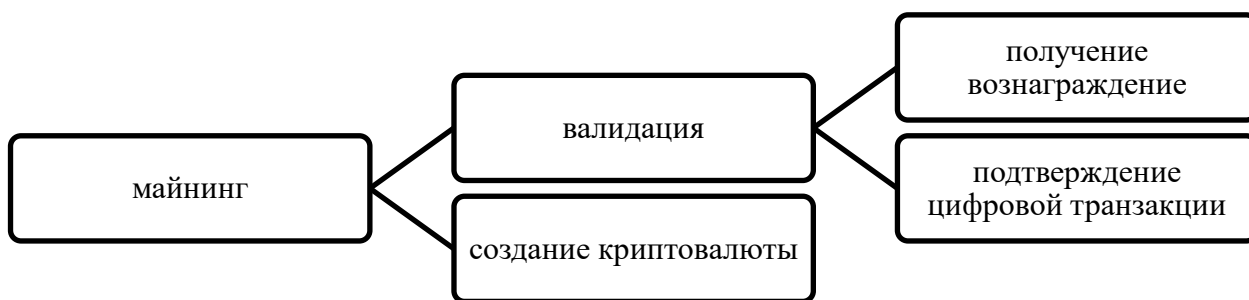 майнинг
валидация
создание криптовалюты
получение
вознаграждение
подтверждение
цифровой транзакции